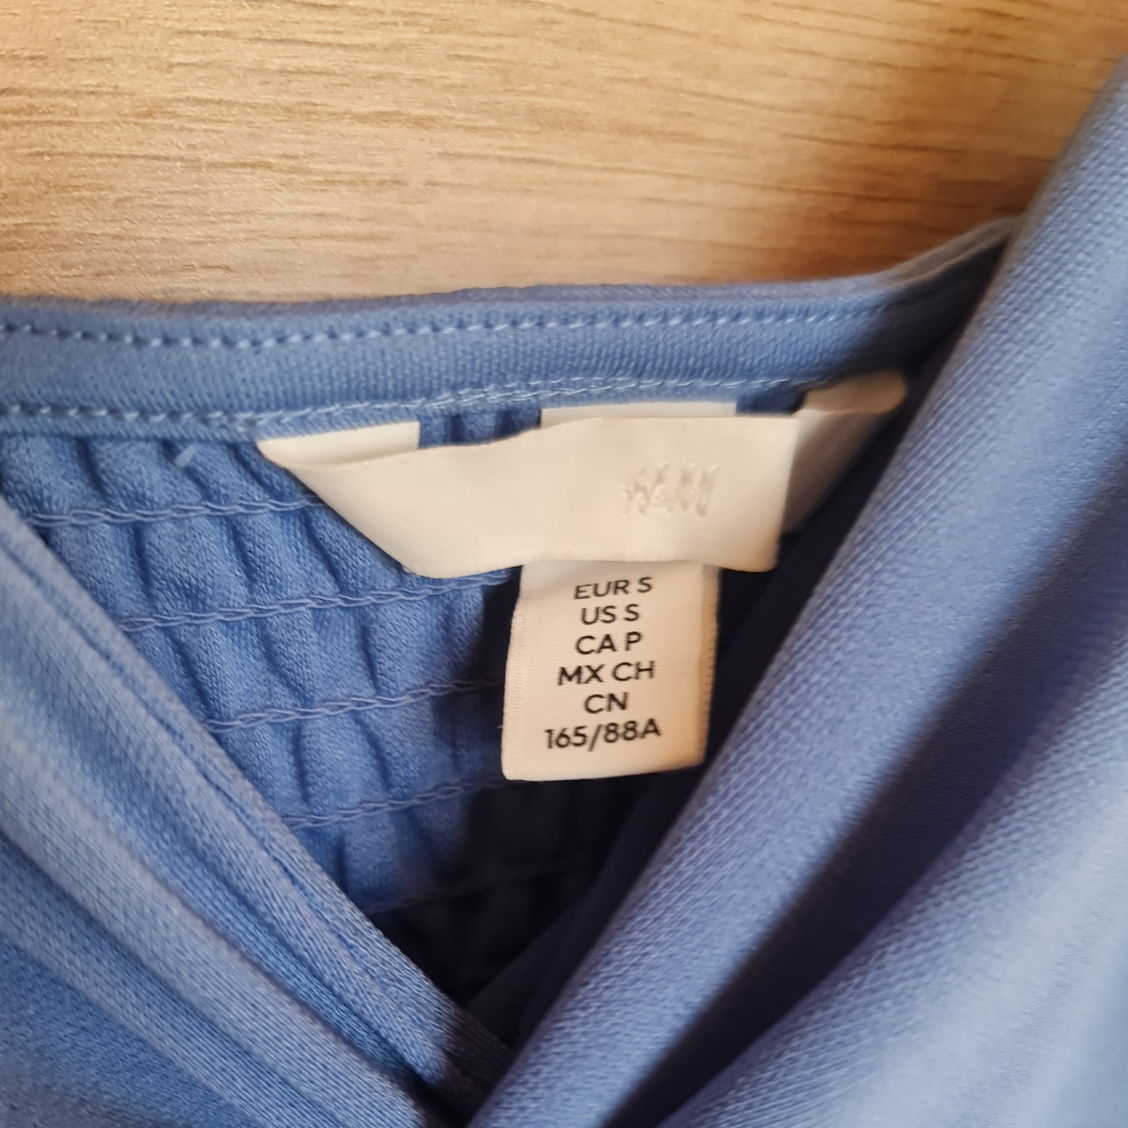 H&M
EUR S
US S
CA P
MX CH
CN
165/88A